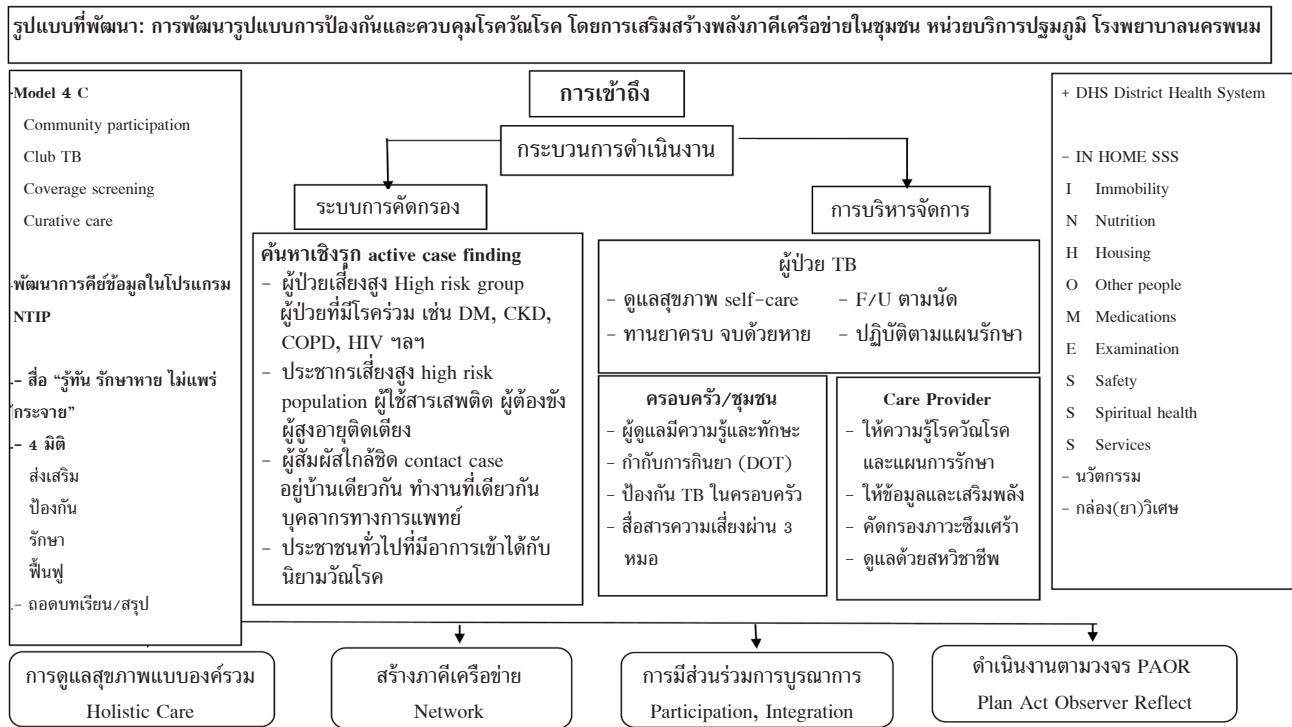 รูปแบบที่พัฒนา: การพัฒนารูปแบบการป้องกันและควบคุมโรควัณโรค โดยการเสริมสร้างพลังภาคีเครือข่ายในชุมชน หน่วยบริการปฐมภูมิ โรงพยาบาลนครพนม
-Model 4 C
Community participation
Club TB
Coverage screening
Curative care
-พัฒนาการคีย์ข้อมูลในโปรแกรม
NTIP
.- สื่อ “รู้ทัน รักษาหาย ไม่แพร่
กระจาย”
.- 4 มิติ
ส่งเสริม
ป้องกัน
รักษา
ฟื้นฟู
.- ถอดบทเรียน/สรุป
การเข้าถึง
กระบวนการดำเนินงาน
ระบบการคัดกรอง
ค้นหาเชิงรุก active case finding
- ผู้ป่วยเสี่ยงสูง High risk group
ผู้ป่วยที่มีโรคร่วม เช่น DM, CKD,
COPD, HIV ฯลฯ
- ประชากรเสี่ยงสูง high risk
population ผู้ใช้สารเสพติด ผู้ต้องขัง
ผู้สูงอายุติดเตียง
- ผู้สัมผัสใกล้ชิด contact case
อยู่บ้านเดียวกัน ทำงานที่เดียวกัน
บุคลากรทางการแพทย์
- ประชาชนทั่วไปที่มีอาการเข้าได้กับ
นิยามวัณโรค
การบริหารจัดการ
ผู้ป่วย TB
- ดูแลสุขภาพ self-care
- F/U ตามนัด
- ทานยาครบ จบด้วยหาย
- ปฏิบัติตามแผนรักษา
ครอบครัว/ชุมชน
- ผู้ดูแลมีความรู้และทักษะ
- กำกับการกินยา (DOT)
- ป้องกัน TB ในครอบครัว
- สื่อสารความเสี่ยงผ่าน 3
หมอ
Care Provider
- ให้ความรู้โรควัณโรค
และแผนการรักษา
- ให้ข้อมูลและเสริมพลัง
- คัดกรองภาวะซึมเศร้า
- ดูแลด้วยสหวิชาชีพ
+ DHS District Health System
- IN HOME SSS
I Immobility
N Nutrition
H Housing
O Other people
M Medications
E Examination
S Safety
S Spiritual health
S Services
- นวัตกรรม
- กล่อง(ยา)วิเศษ
การดูแลสุขภาพแบบองค์รวม
Holistic Care
สร้างภาคีเครือข่าย
Network
การมีส่วนร่วมการบูรณาการ
Participation, Integration
ดำเนินงานตามวงจร PAOR
Plan Act Observer Reflect